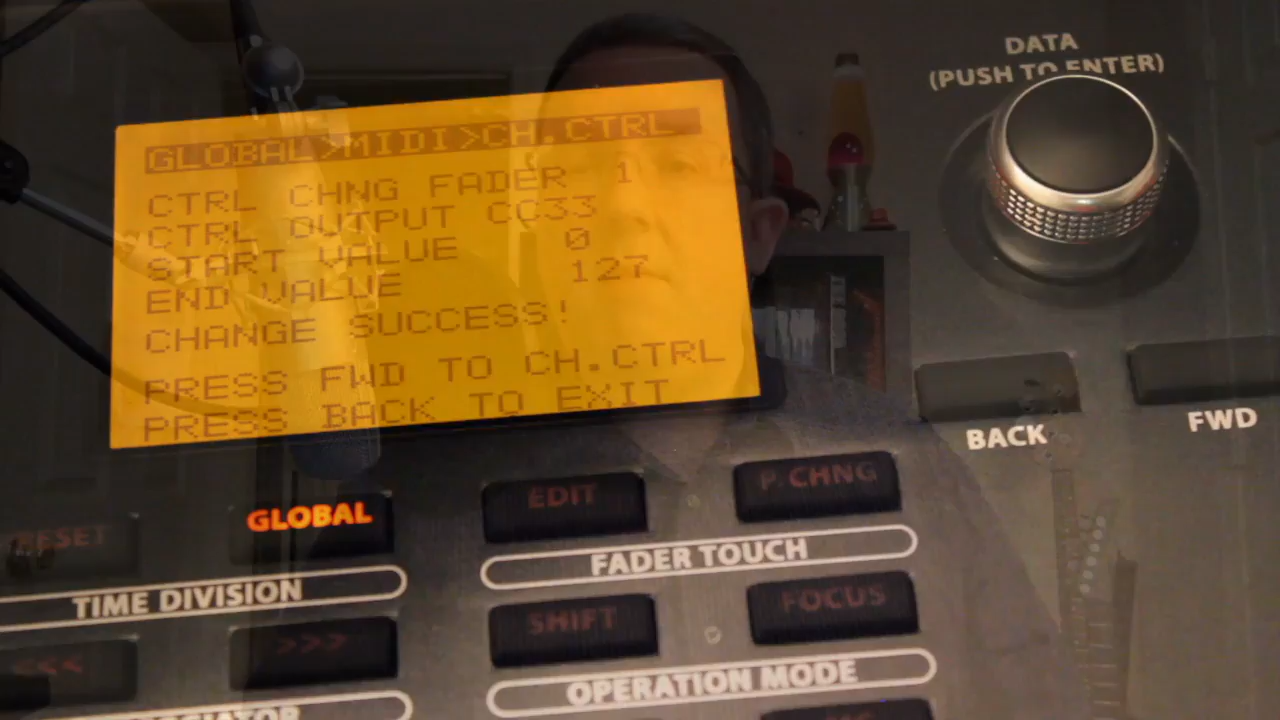 DATA
(PUSH TO ENTER)
GLOBAL>MIDI>CH.CTRL
CTRL CHNG FADER 1
CTRL OUTPUT CC33
START VALUE 0
END VALUE 127
CHANGE SUCCESS!
PRESS FWD TO CH.CTRL
PRESS BACK TO EXIT
BACK
FWD
GLOBAL
EDIT
P. CHNG
FADER TOUCH
TIME DIVISION
SHIFT
FOCUS
<<<
>>>
OPERATION MODE